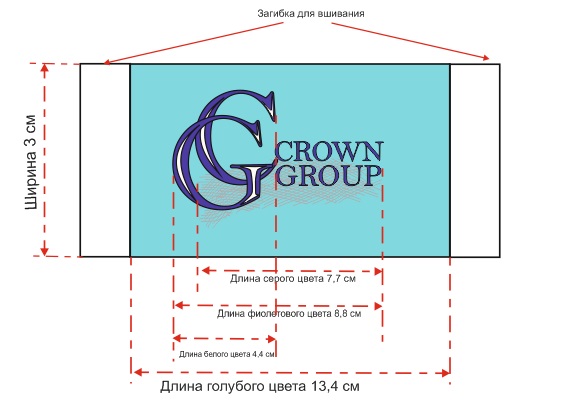 Загибка для вшивания
Ширина 3 см
CROWN
GROUP
Длина серого цвета 7,7 см
Длина фиолетового цвета 8,8 см
Длина белого цвета 4,4 см
Длина голубого цвета 13,4 см